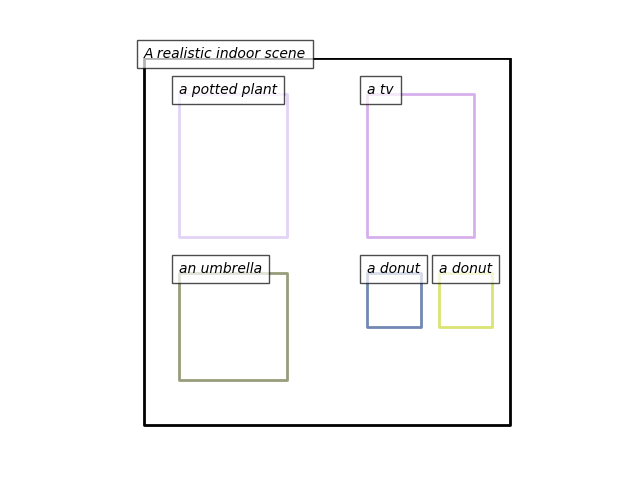 A realistic indoor scene
a potted plant
a tv
an umbrella
a donut
a donut